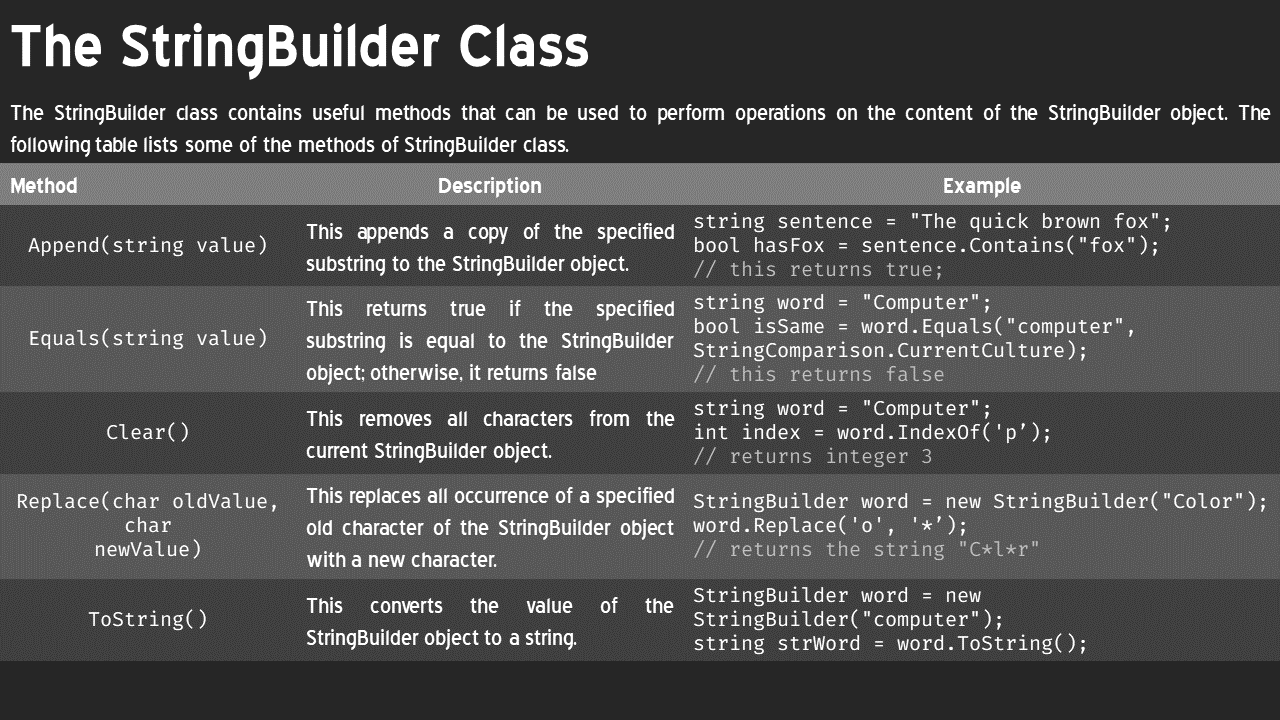 The StringBuilder Class
The StringBuilder class contains useful methods that can be used to perform operations on the content of the StringBuilder object. The
following table lists some of the methods of StringBuilder class.
Method Description Example
Append(string value)
This appends a copy of the specified
substring to the StringBuilder object.
string sentence = "The quick brown fox";
bool hasFox = sentence.Contains("fox");
// this returns true;
Equals(string value)
This returns true if the specified
substring is equal to the StringBuilder
object; otherwise, it returns false
string word = "Computer";
bool isSame = word.Equals("computer",
StringComparison.CurrentCulture);
// this returns false
Clear()
This removes all characters from the
current StringBuilder object.
string word = "Computer";
int index = word.IndexOf('p’);
// returns integer 3
Replace(char oldValue,
char
newValue)
This replaces all occurrence of a specified
old character of the StringBuilder object
with a new character.
StringBuilder word = new StringBuilder("Color");
word.Replace('o', '*’);
// returns the string "C*l*r"
ToString()
This converts the value of the
StringBuilder object to a string.
StringBuilder word = new
StringBuilder("computer");
string strWord = word.ToString();